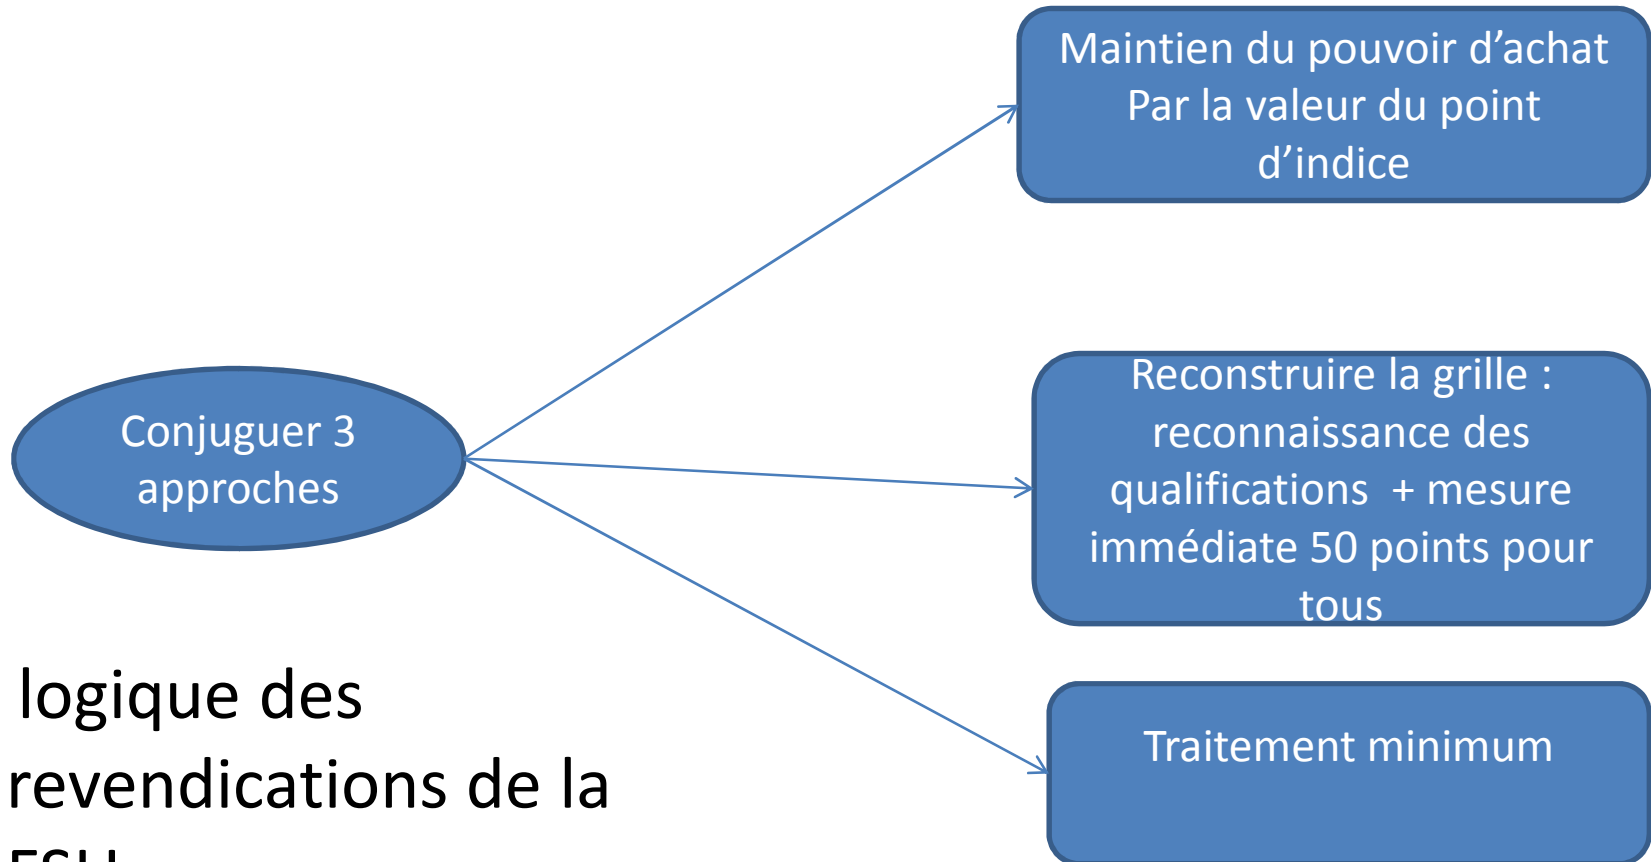 Maintien du pouvoir d’achat
Par la valeur du point
d’indice
Conjuguer 3
approches
Reconstruire la grille :
reconnaissance des
qualifications + mesure
immédiate 50 points pour
tous
Traitement minimum
logique des
revendications de la
FSU